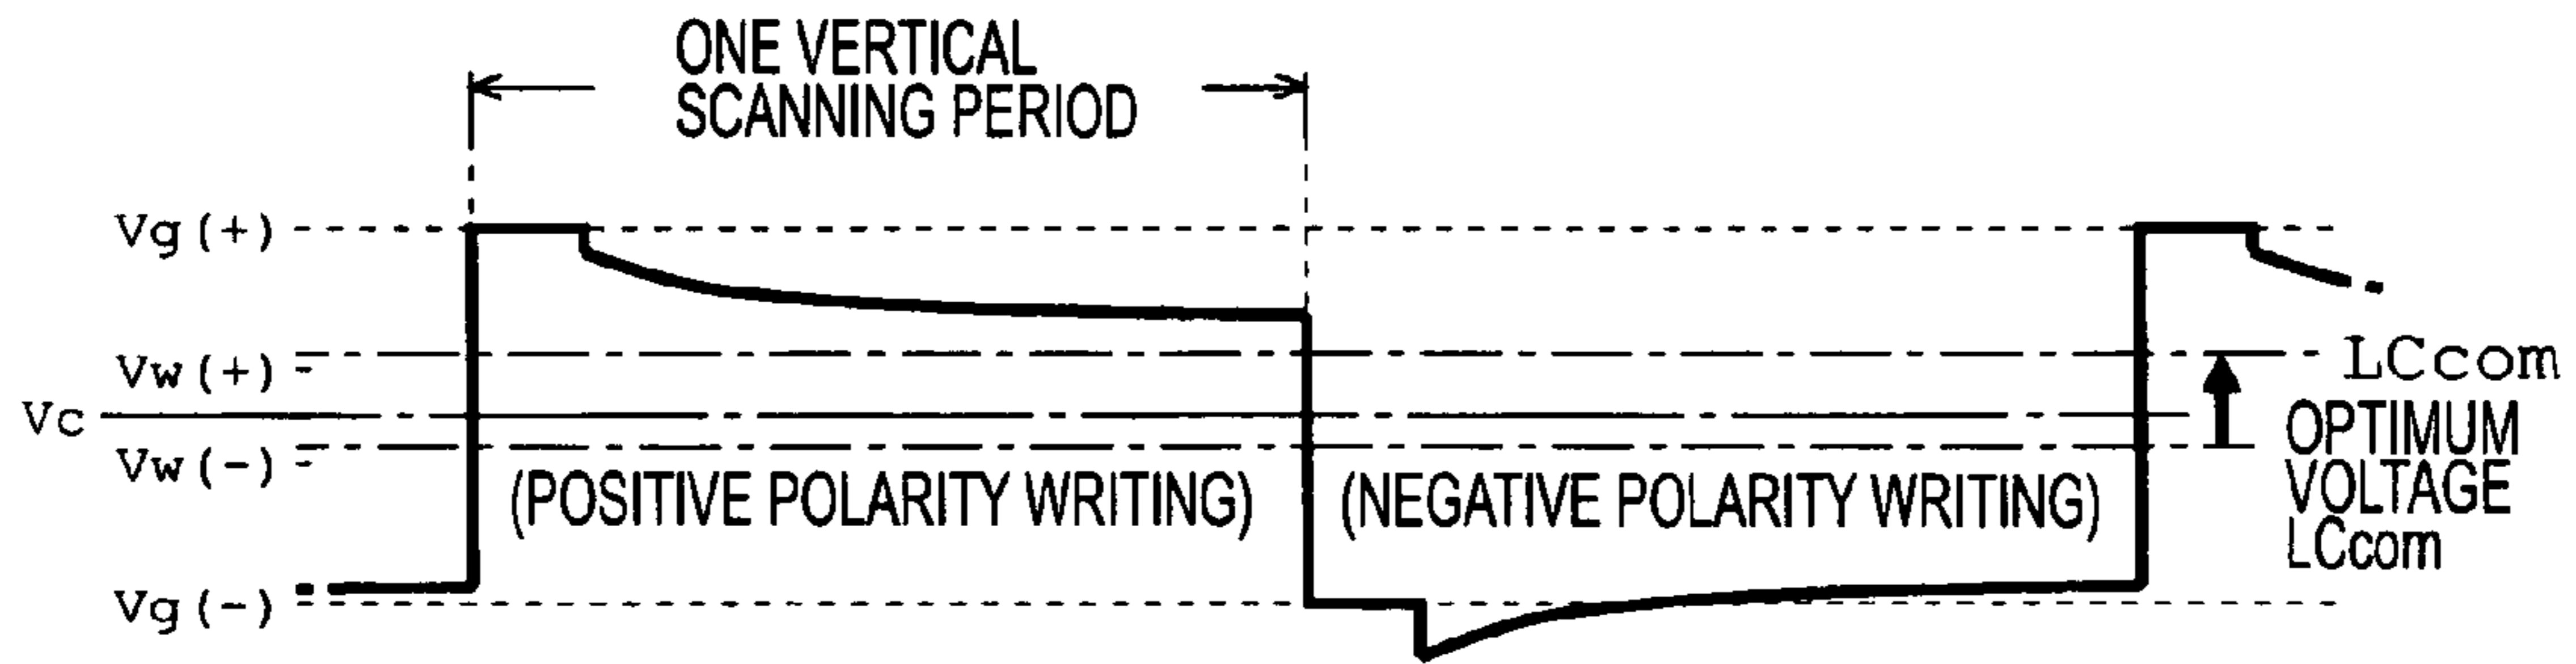 ONE VERTICAL
SCANNING PERIOD
Vg(+)
Vw(+)
Vc
Vw(-)
Vg(-)
(POSITIVE POLARITY WRITING)
(NEGATIVE POLARITY WRITING)
LCcom
OPTIMUM
VOLTAGE
LCcom